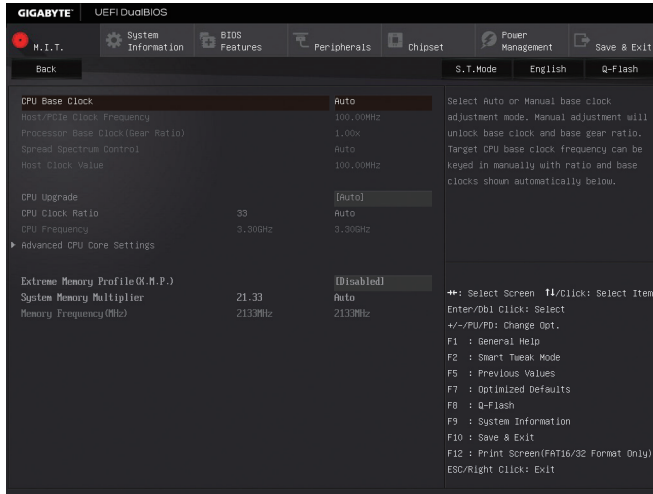 GIGABYTE™ UEFI DualBIOS
M.I.T. System Information BIOS Features Peripherals Chipset Power Management Save & Exit
Back S.T.Mode English Q-Flash
CPU Base Clock Auto
Host/PCIe Clock Frequency 100.00MHz
Processor Base Clock(Gear Ratio) 1.00x
Spread Spectrum Control Auto
Host Clock Value 100.00MHz
CPU Upgrade [Auto]
CPU Clock Ratio 33 Auto
CPU Frequency 3.30GHz 3.30GHz
Advanced CPU Core Settings
Extreme Memory Profile(X.M.P.) [Disabled]
System Memory Multiplier 21.33 Auto
Memory Frequency(MHz) 2133MHz 2133MHz
Select Auto or Manual base clock
adjustment mode. Manual adjustment will
unlock base clock and base gear ratio.
Target CPU base clock frequency can be
keyed in manually with ratio and base
clocks shown automatically below.
→←: Select Screen ↑↓/Click: Select Item
Enter/Dbl Click: Select
+/-/PU/PD: Change Opt.
F1 : General Help
F2 : Smart Tweak Mode
F5 : Previous Values
F7 : Optimized Defaults
F8 : Q-Flash
F9 : System Information
F10 : Save & Exit
F12 : Print Screen(FAT16/32 Format Only)
ESC/Right Click: Exit